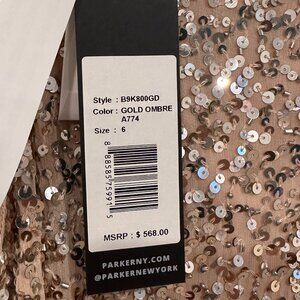 Style : B9K800GD
Color : GOLD OMBRE
A774
Size : 6
MSRP : $ 568.00
PARKERNY.COM
@PARKERNEWYORK